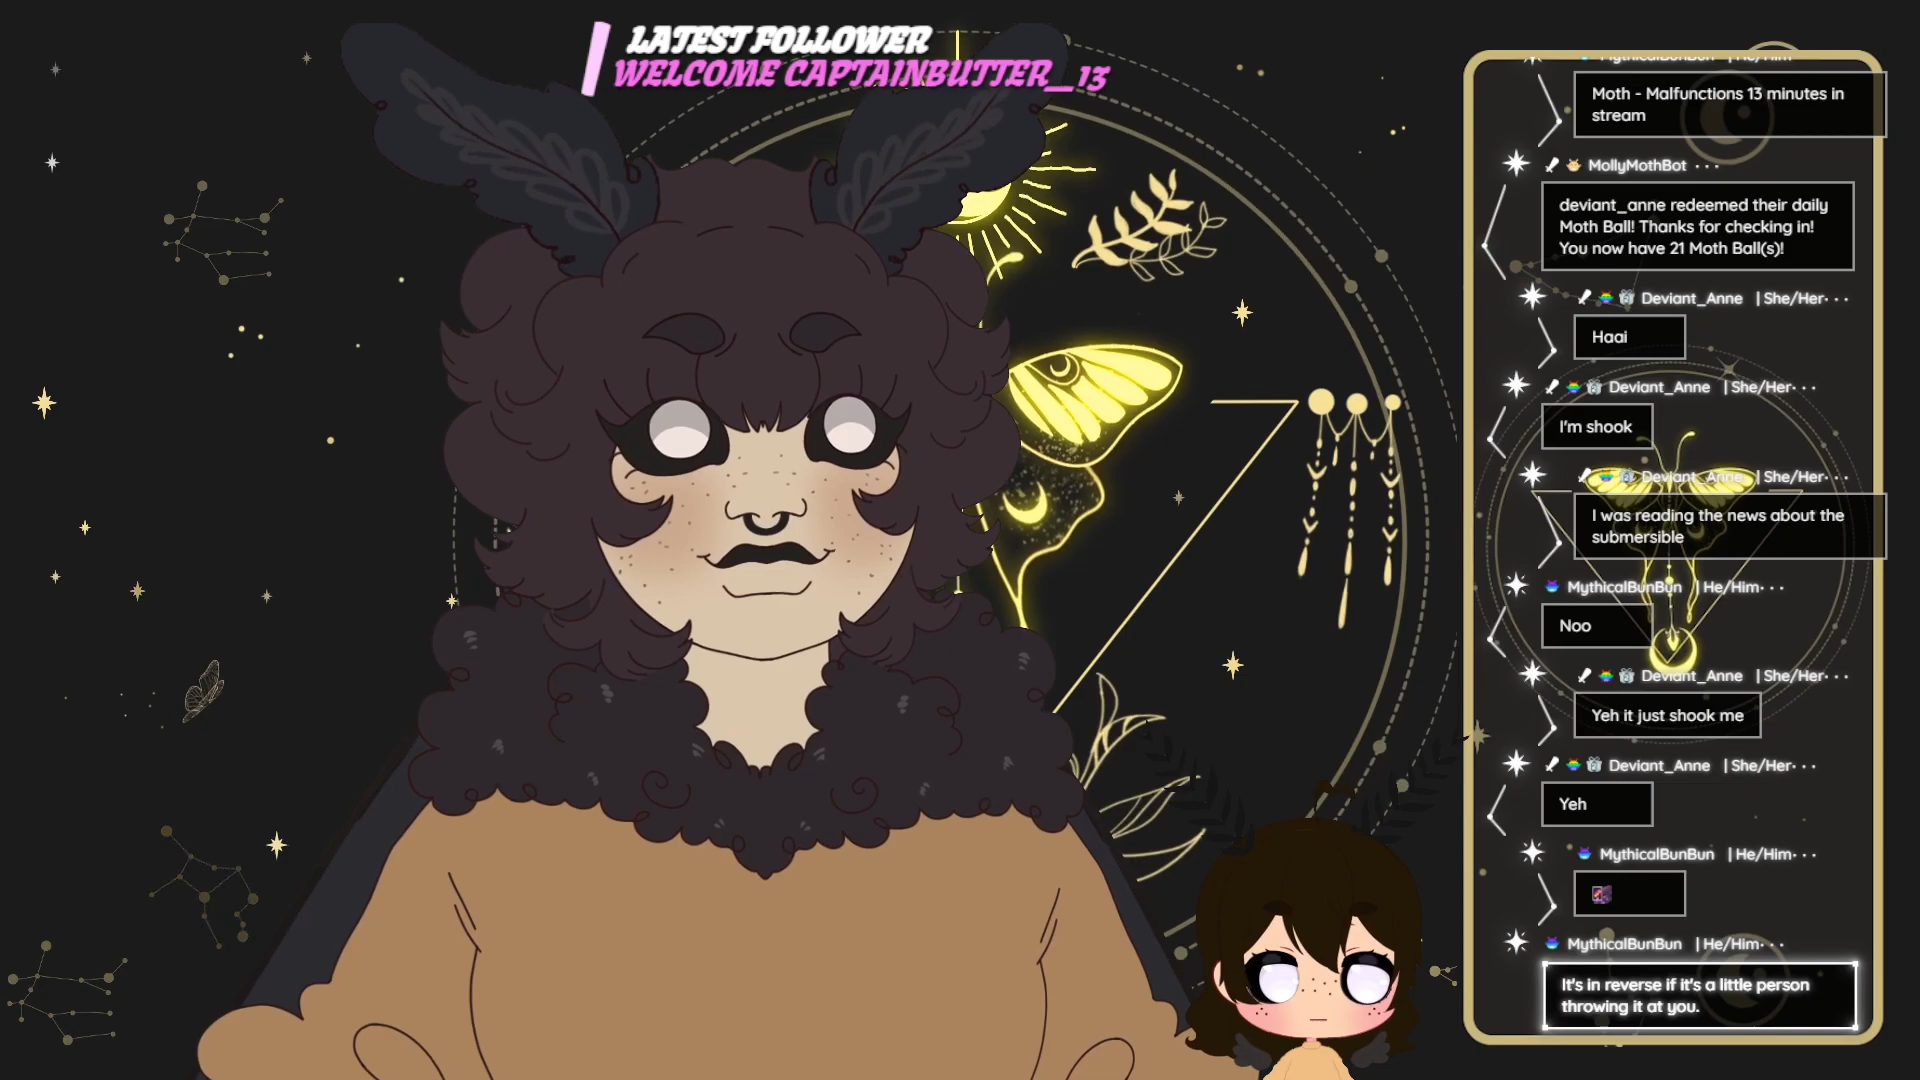 LATEST FOLLOWER
WELCOME CAPTAINBUTTER_13
MythicalBunBun | He/Him
Moth - Malfunctions 13 minutes in
stream
MollyMothBot
deviant_anne redeemed their daily
Moth Ball! Thanks for checking in!
You now have 21 Moth Ball(s)!
Deviant_Anne | She/Her
Haai
Deviant_Anne | She/Her
I'm shook
Deviant_Anne | She/Her
I was reading the news about the
submersible
MythicalBunBun | He/Him
Noo
Deviant_Anne | She/Her
Yeh it just shook me
Deviant_Anne | She/Her
Yeh
MythicalBunBun | He/Him
MythicalBunBun | He/Him
It's in reverse if it's a little person
throwing it at you.